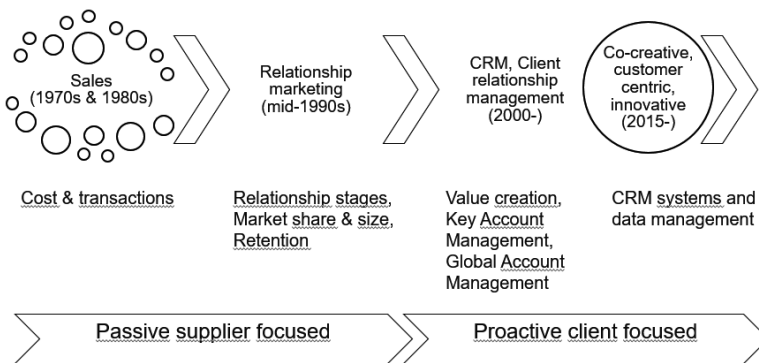 Sales
(1970s & 1980s)
Relationship
marketing
(mid-1990s)
CRM, Client
relationship
management
(2000-)
Co-creative,
customer
centric,
innovative
(2015-)
Cost & transactions
Relationship stages,
Market share & size,
Retention
Value creation,
Key Account
Management,
Global Account
Management
CRM systems and
data management
Passive supplier focused
Proactive client focused